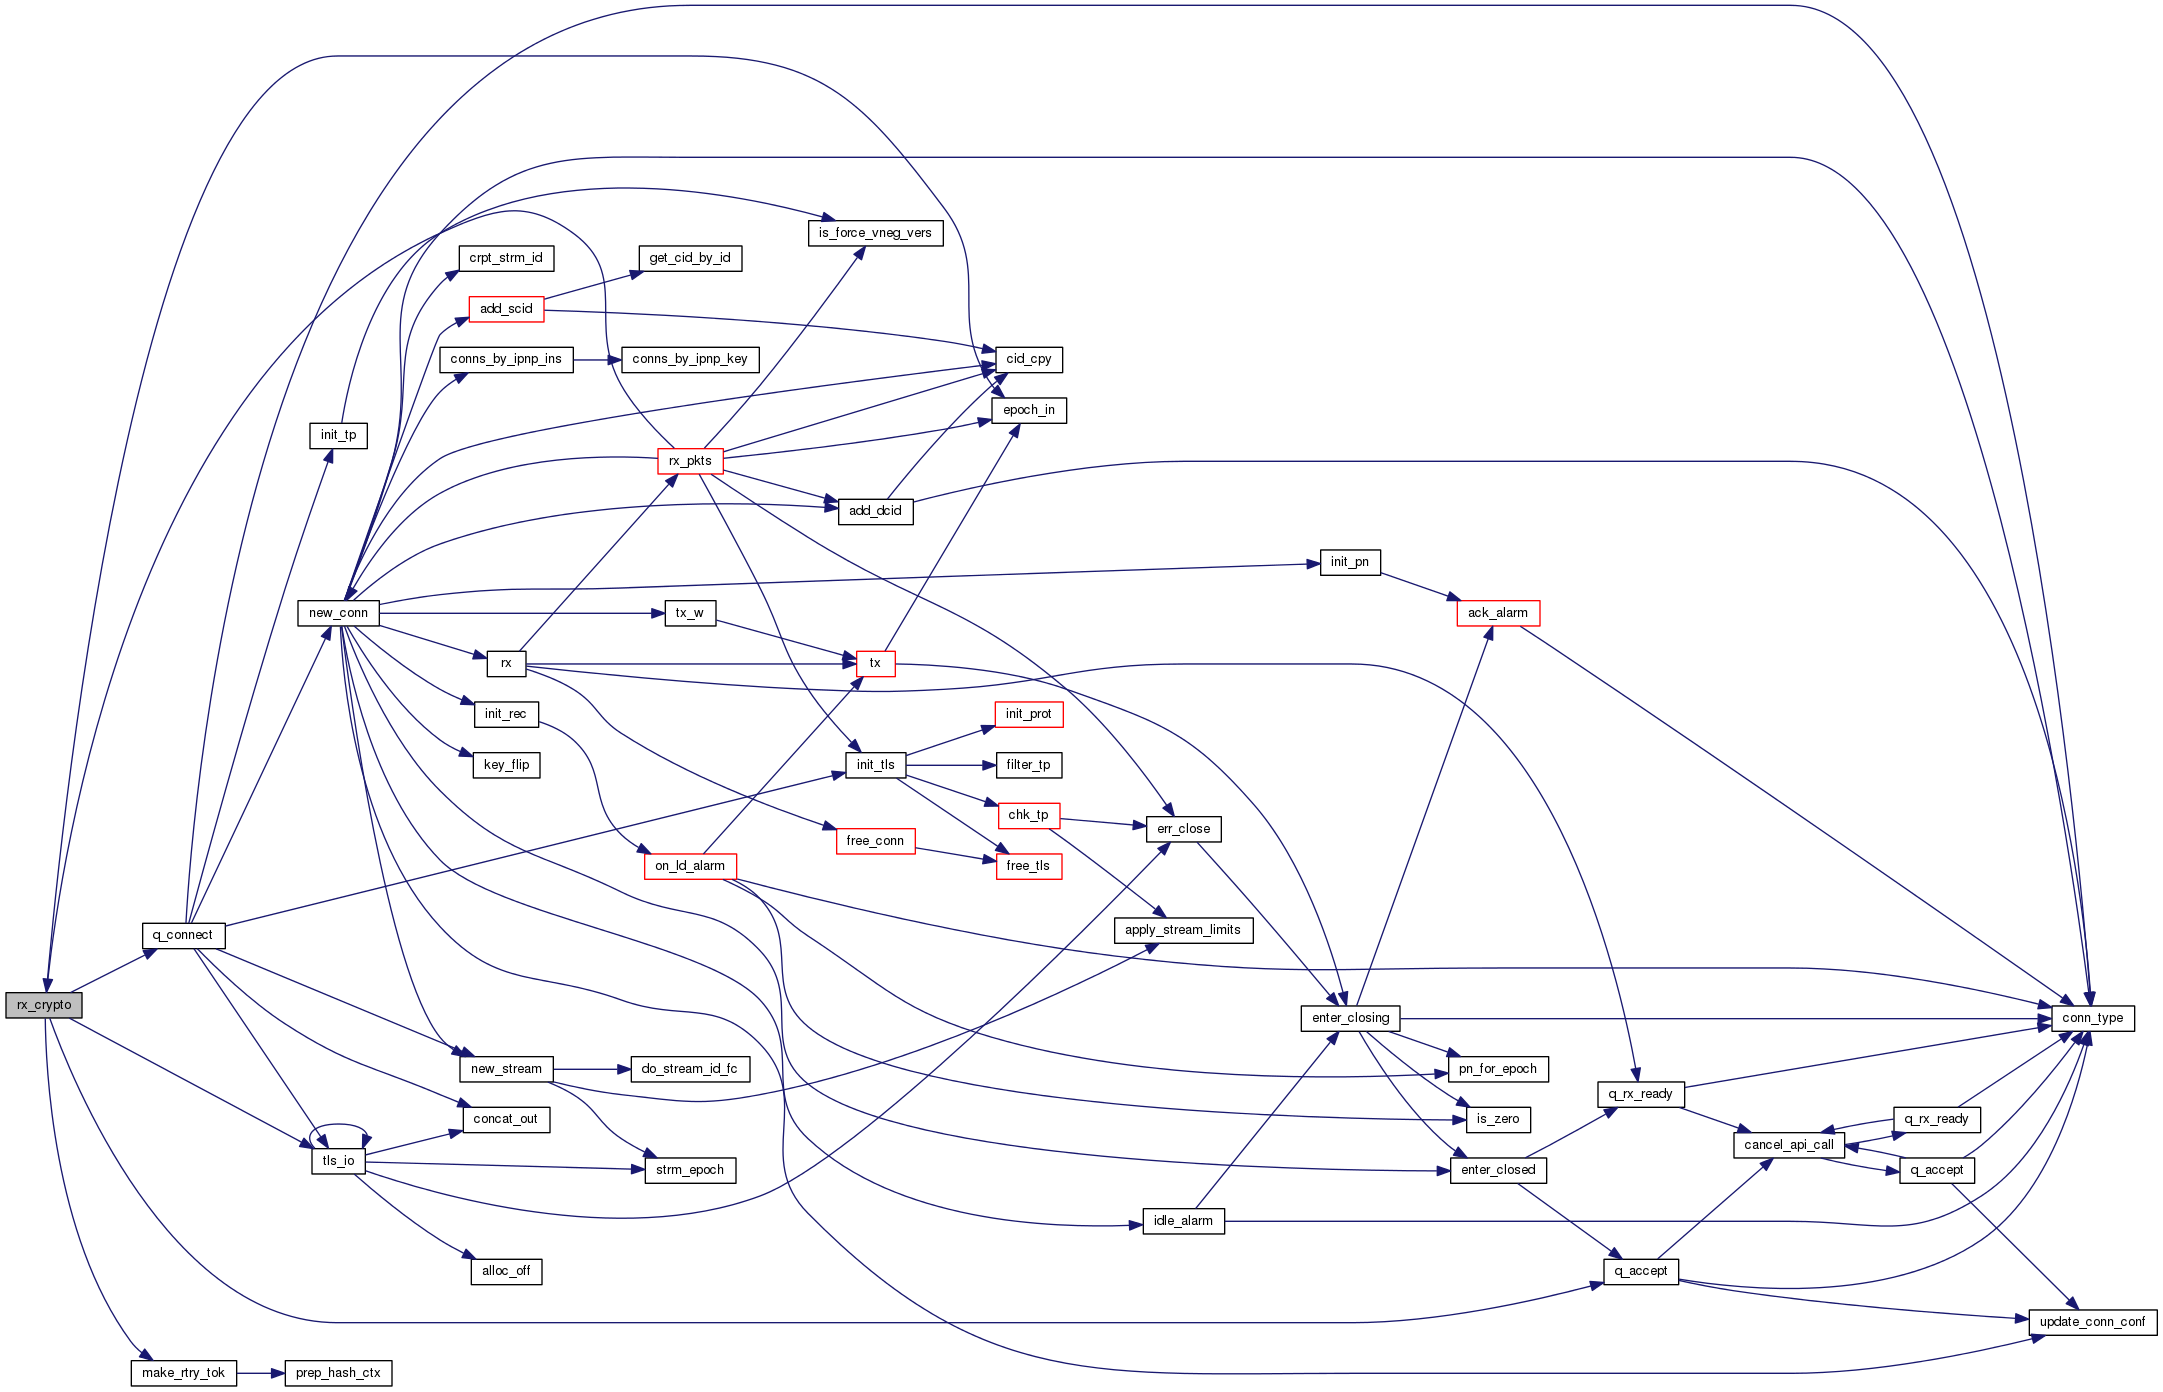 is_force_vneg_vers
crpt_strm_id
get_cid_by_id
add_scid
conns_by_ipnp_ins
conns_by_ipnp_key
cid_cpy
epoch_in
init_tp
rx_pkts
add_dcid
init_pn
new_conn
tx_w
ack_alarm
rx
tx
init_rec
init_prot
key_flip
init_tls
filter_tp
chk_tp
err_close
free_conn
on_ld_alarm
free_tls
q_connect
apply_stream_limits
rx_crypto
enter_closing
conn_type
new_stream
do_stream_id_fc
pn_for_epoch
q_rx_ready
concat_out
is_zero
q_rx_ready
cancel_api_call
tls_io
strm_epoch
enter_closed
q_accept
idle_alarm
alloc_off
q_accept
update_conn_conf
make_rtry_tok
prep_hash_ctx